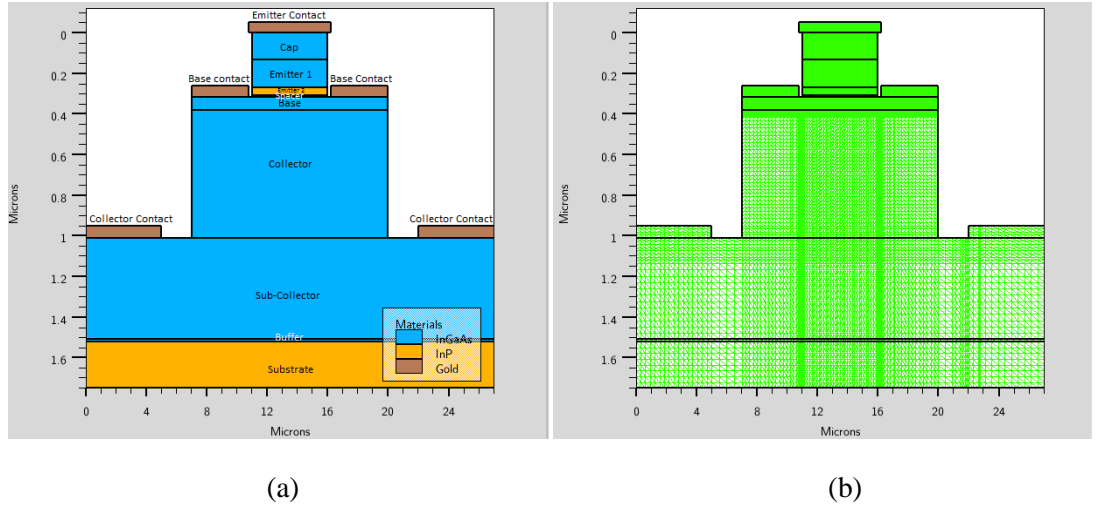 Emitter Contact
0
Cap
0.2
Emitter 1
Base contact
Base Contact
Emitter 2
Spacer
Base
0.4
0.6
Collector
0.8
Microns
Collector Contact
Collector Contact
1
1.2
Sub-Collector
1.4
Materials
InGaAs
InP
Gold
Buffer
1.6
Substrate
0 4 8 12 16 20 24
Microns
0
0.2
0.4
0.6
0.8
Microns
1
1.2
1.4
1.6
0 4 8 12 16 20 24
Microns
(a)
(b)